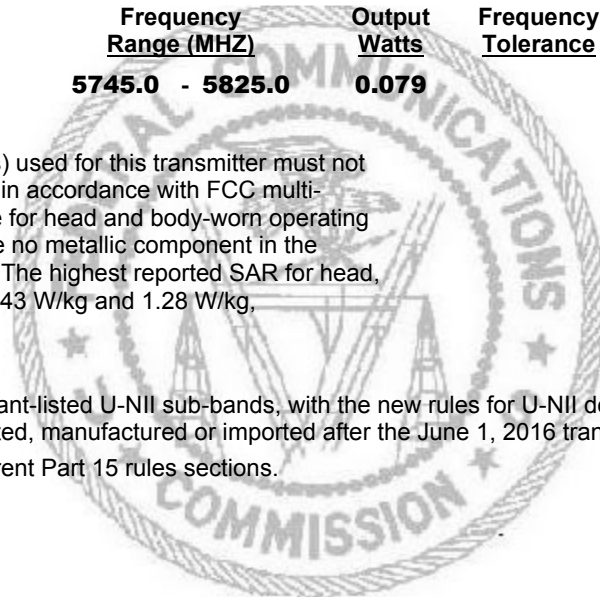 Frequency Output Frequency
Range (MHZ) Watts Tolerance
5745.0 - 5825.0 0.079
) used for this transmitter must not
in accordance with FCC multi-
for head and body-worn operating
no metallic component in the
The highest reported SAR for head,
43 W/kg and 1.28 W/kg,
ant-listed U-NII sub-bands, with the new rules for U-NII
ted, manufactured or imported after the June 1, 2016
rent Part 15 rules sections.
COMMUNICATIONS
COMMISSION